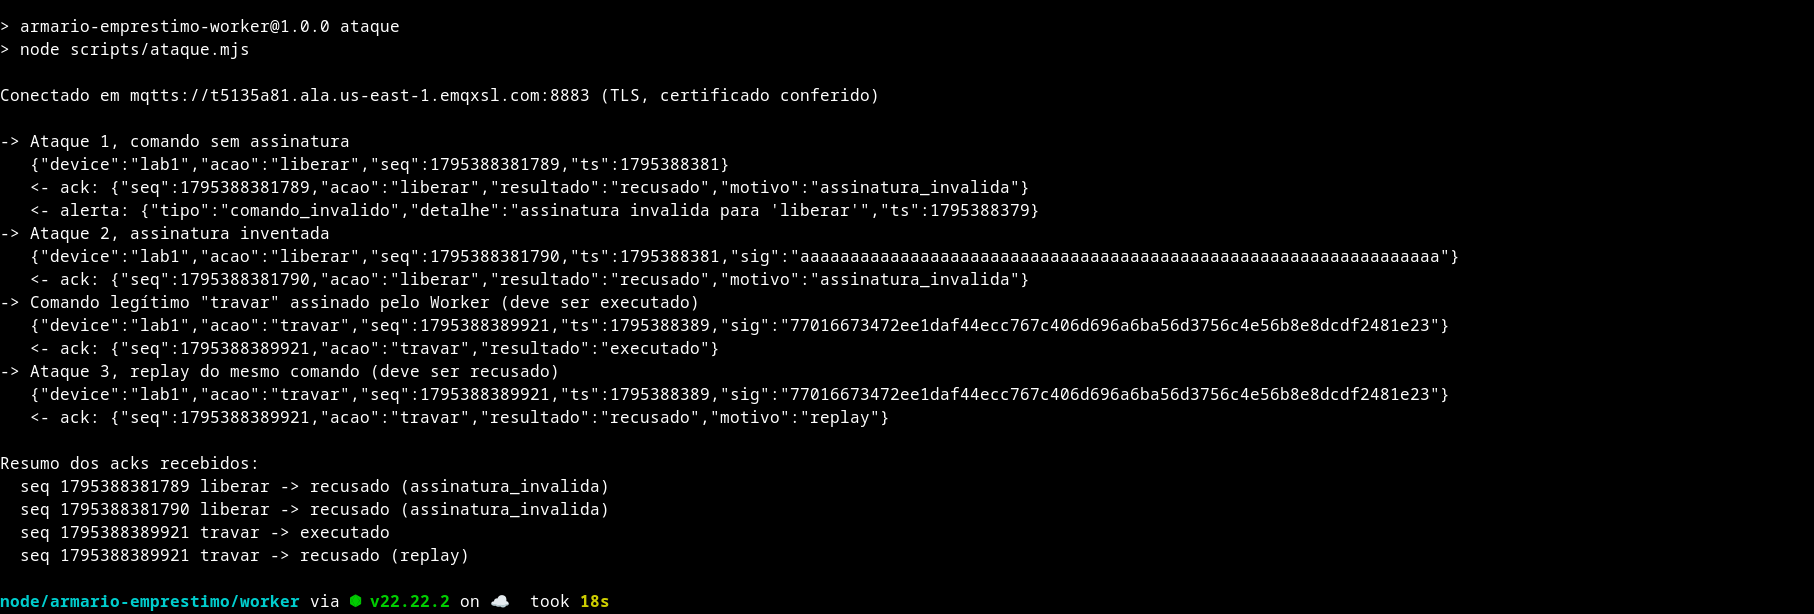 > armario-emprestimo-worker@1.0.0 ataque
> node scripts/ataque.mjs
Conectado em mqtts://t5135a81.ala.us-east-1.emqxsl.com:8883 (TLS, certificado conferido)
-> Ataque 1, comando sem assinatura
{"device":"lab1","acao":"liberar","seq":1795388381789,"ts":1795388381}
<- ack: {"seq":1795388381789,"acao":"liberar","resultado":"recusado","motivo":"assinatura_invalida"}
<- alerta: {"tipo":"comando_invalido","detalhe":"assinatura invalida para 'liberar'","ts":1795388379}
-> Ataque 2, assinatura inventada
{"device":"lab1","acao":"liberar","seq":1795388381790,"ts":1795388381,"sig":"aaaaaaaaaaaaaaaaaaaaaaaaaaaaaaaaaaaaaaaaaaaaaaaaaaaaaaaaaaaaaaaa"}
<- ack: {"seq":1795388381790,"acao":"liberar","resultado":"recusado","motivo":"assinatura_invalida"}
-> Comando legítimo "travar" assinado pelo Worker (deve ser executado)
{"device":"lab1","acao":"travar","seq":1795388389921,"ts":1795388389,"sig":"77016673472ee1daf44ecc767c406d696a6ba56d3756c4e56b8e8dcdf2481e23"}
<- ack: {"seq":1795388389921,"acao":"travar","resultado":"executado"}
-> Ataque 3, replay do mesmo comando (deve ser recusado)
{"device":"lab1","acao":"travar","seq":1795388389921,"ts":1795388389,"sig":"77016673472ee1daf44ecc767c406d696a6ba56d3756c4e56b8e8dcdf2481e23"}
<- ack: {"seq":1795388389921,"acao":"travar","resultado":"recusado","motivo":"replay"}
Resumo dos acks recebidos:
seq 1795388381789 liberar -> recusado (assinatura_invalida)
seq 1795388381790 liberar -> recusado (assinatura_invalida)
seq 1795388389921 travar -> executado
seq 1795388389921 travar -> recusado (replay)
node/armario-emprestimo/worker via ⬢ v22.22.2 on ☁️ took 18s